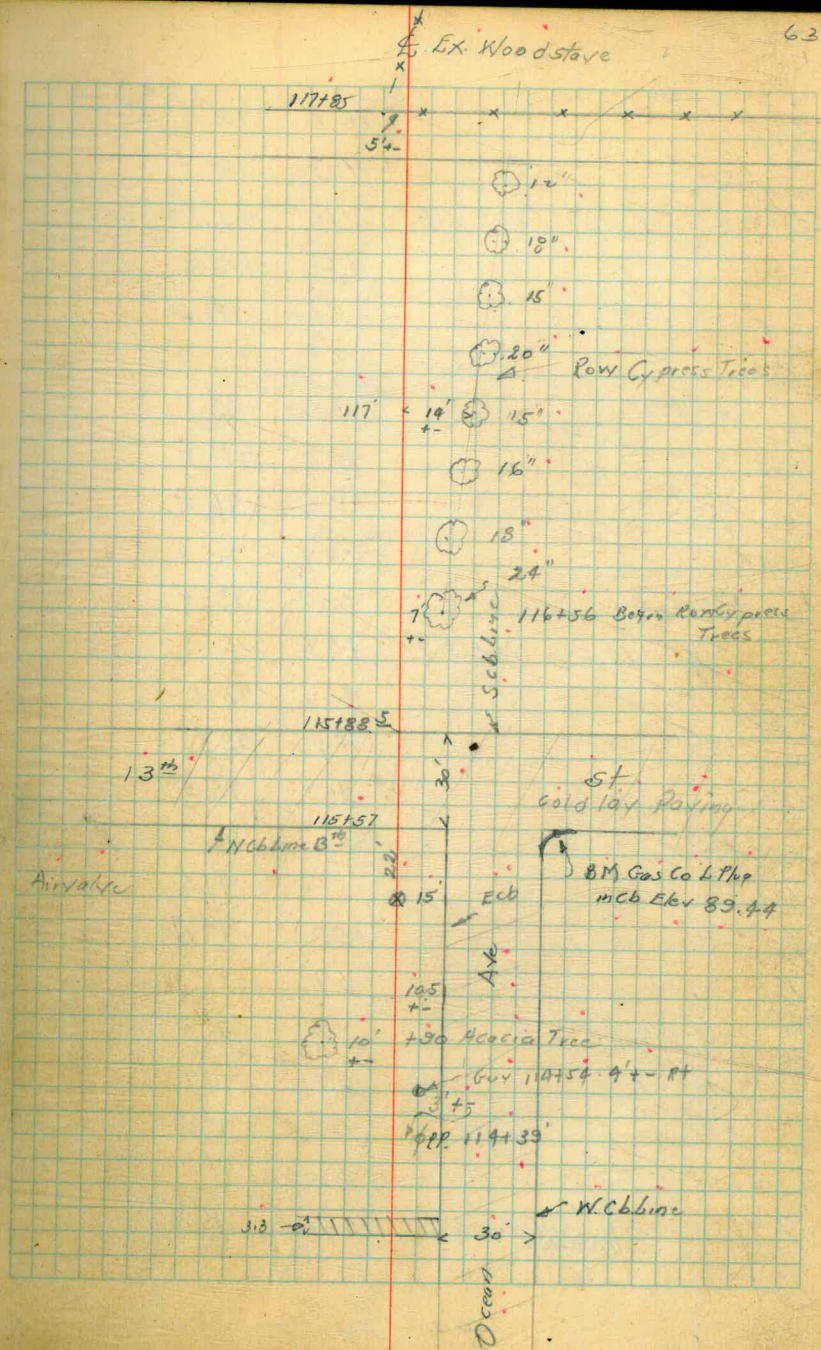 63
℄ Ex. Woodstave
117+85
5'+-
12"
18"
15"
20"
Row Cypress Trees
117' 14' +- 15"
16"
18"
24"
7' +- 116+56 Begin Row Cypress
Trees
S cb line
115+88.5
13th
30'
St
Cold lay Paving
115+57
N Cb line 13th
22'
BM Gas Co L Plug
in Cb Elev 89.44
Airvalve
15
Ecb
Ave
10.5 +-
10' +- +90 Acacia Tree
Guy 114+54 4'+- Rt
3'+-
PP. 114+39'
W. Cb. Line
3.3
30'
Ocean